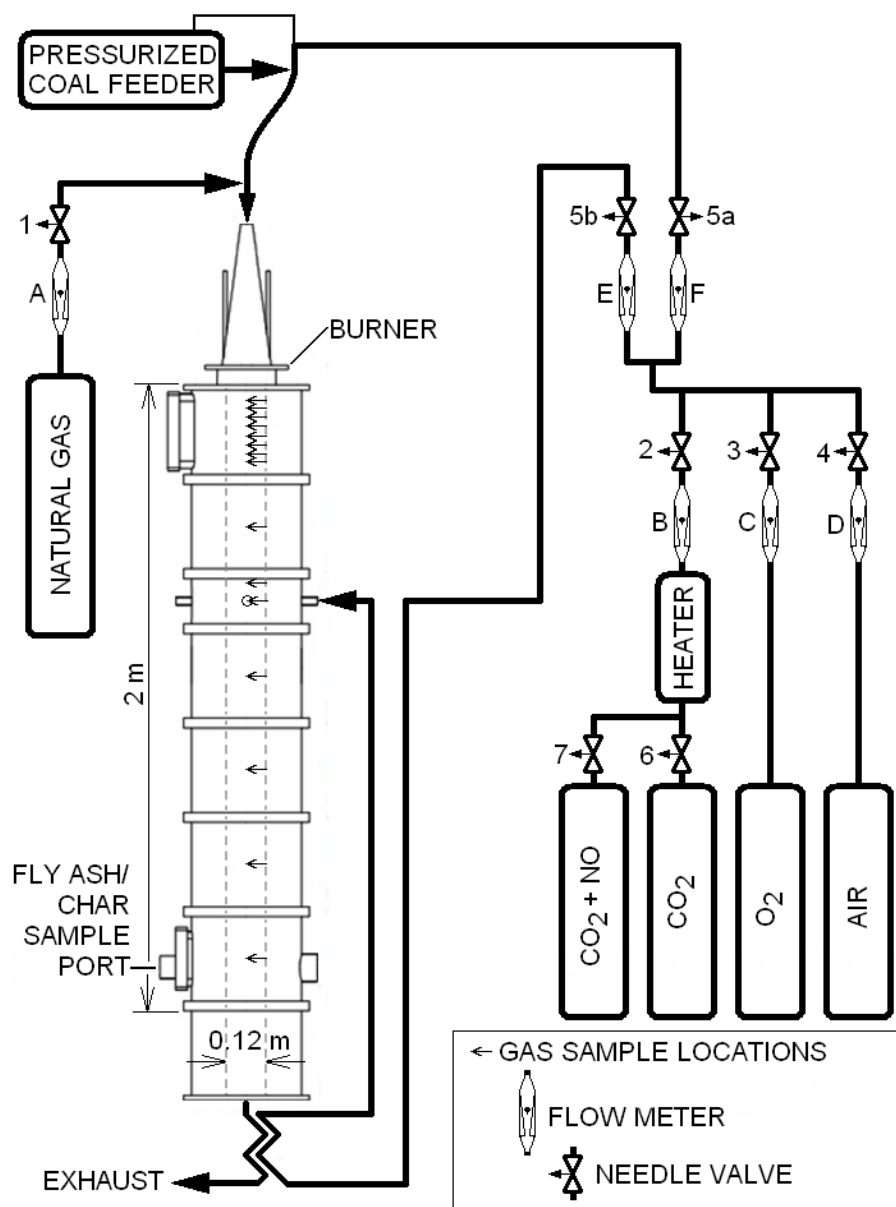 PRESSURIZED
COAL FEEDER
1
5b
5a
A
E
F
BURNER
NATURAL GAS
2
3
4
B
C
D
HEATER
2 m
7
6
FLY ASH/
CHAR
SAMPLE
PORT
CO2 + NO
CO2
O2
AIR
0.12 m
GAS SAMPLE LOCATIONS
FLOW METER
NEEDLE VALVE
EXHAUST